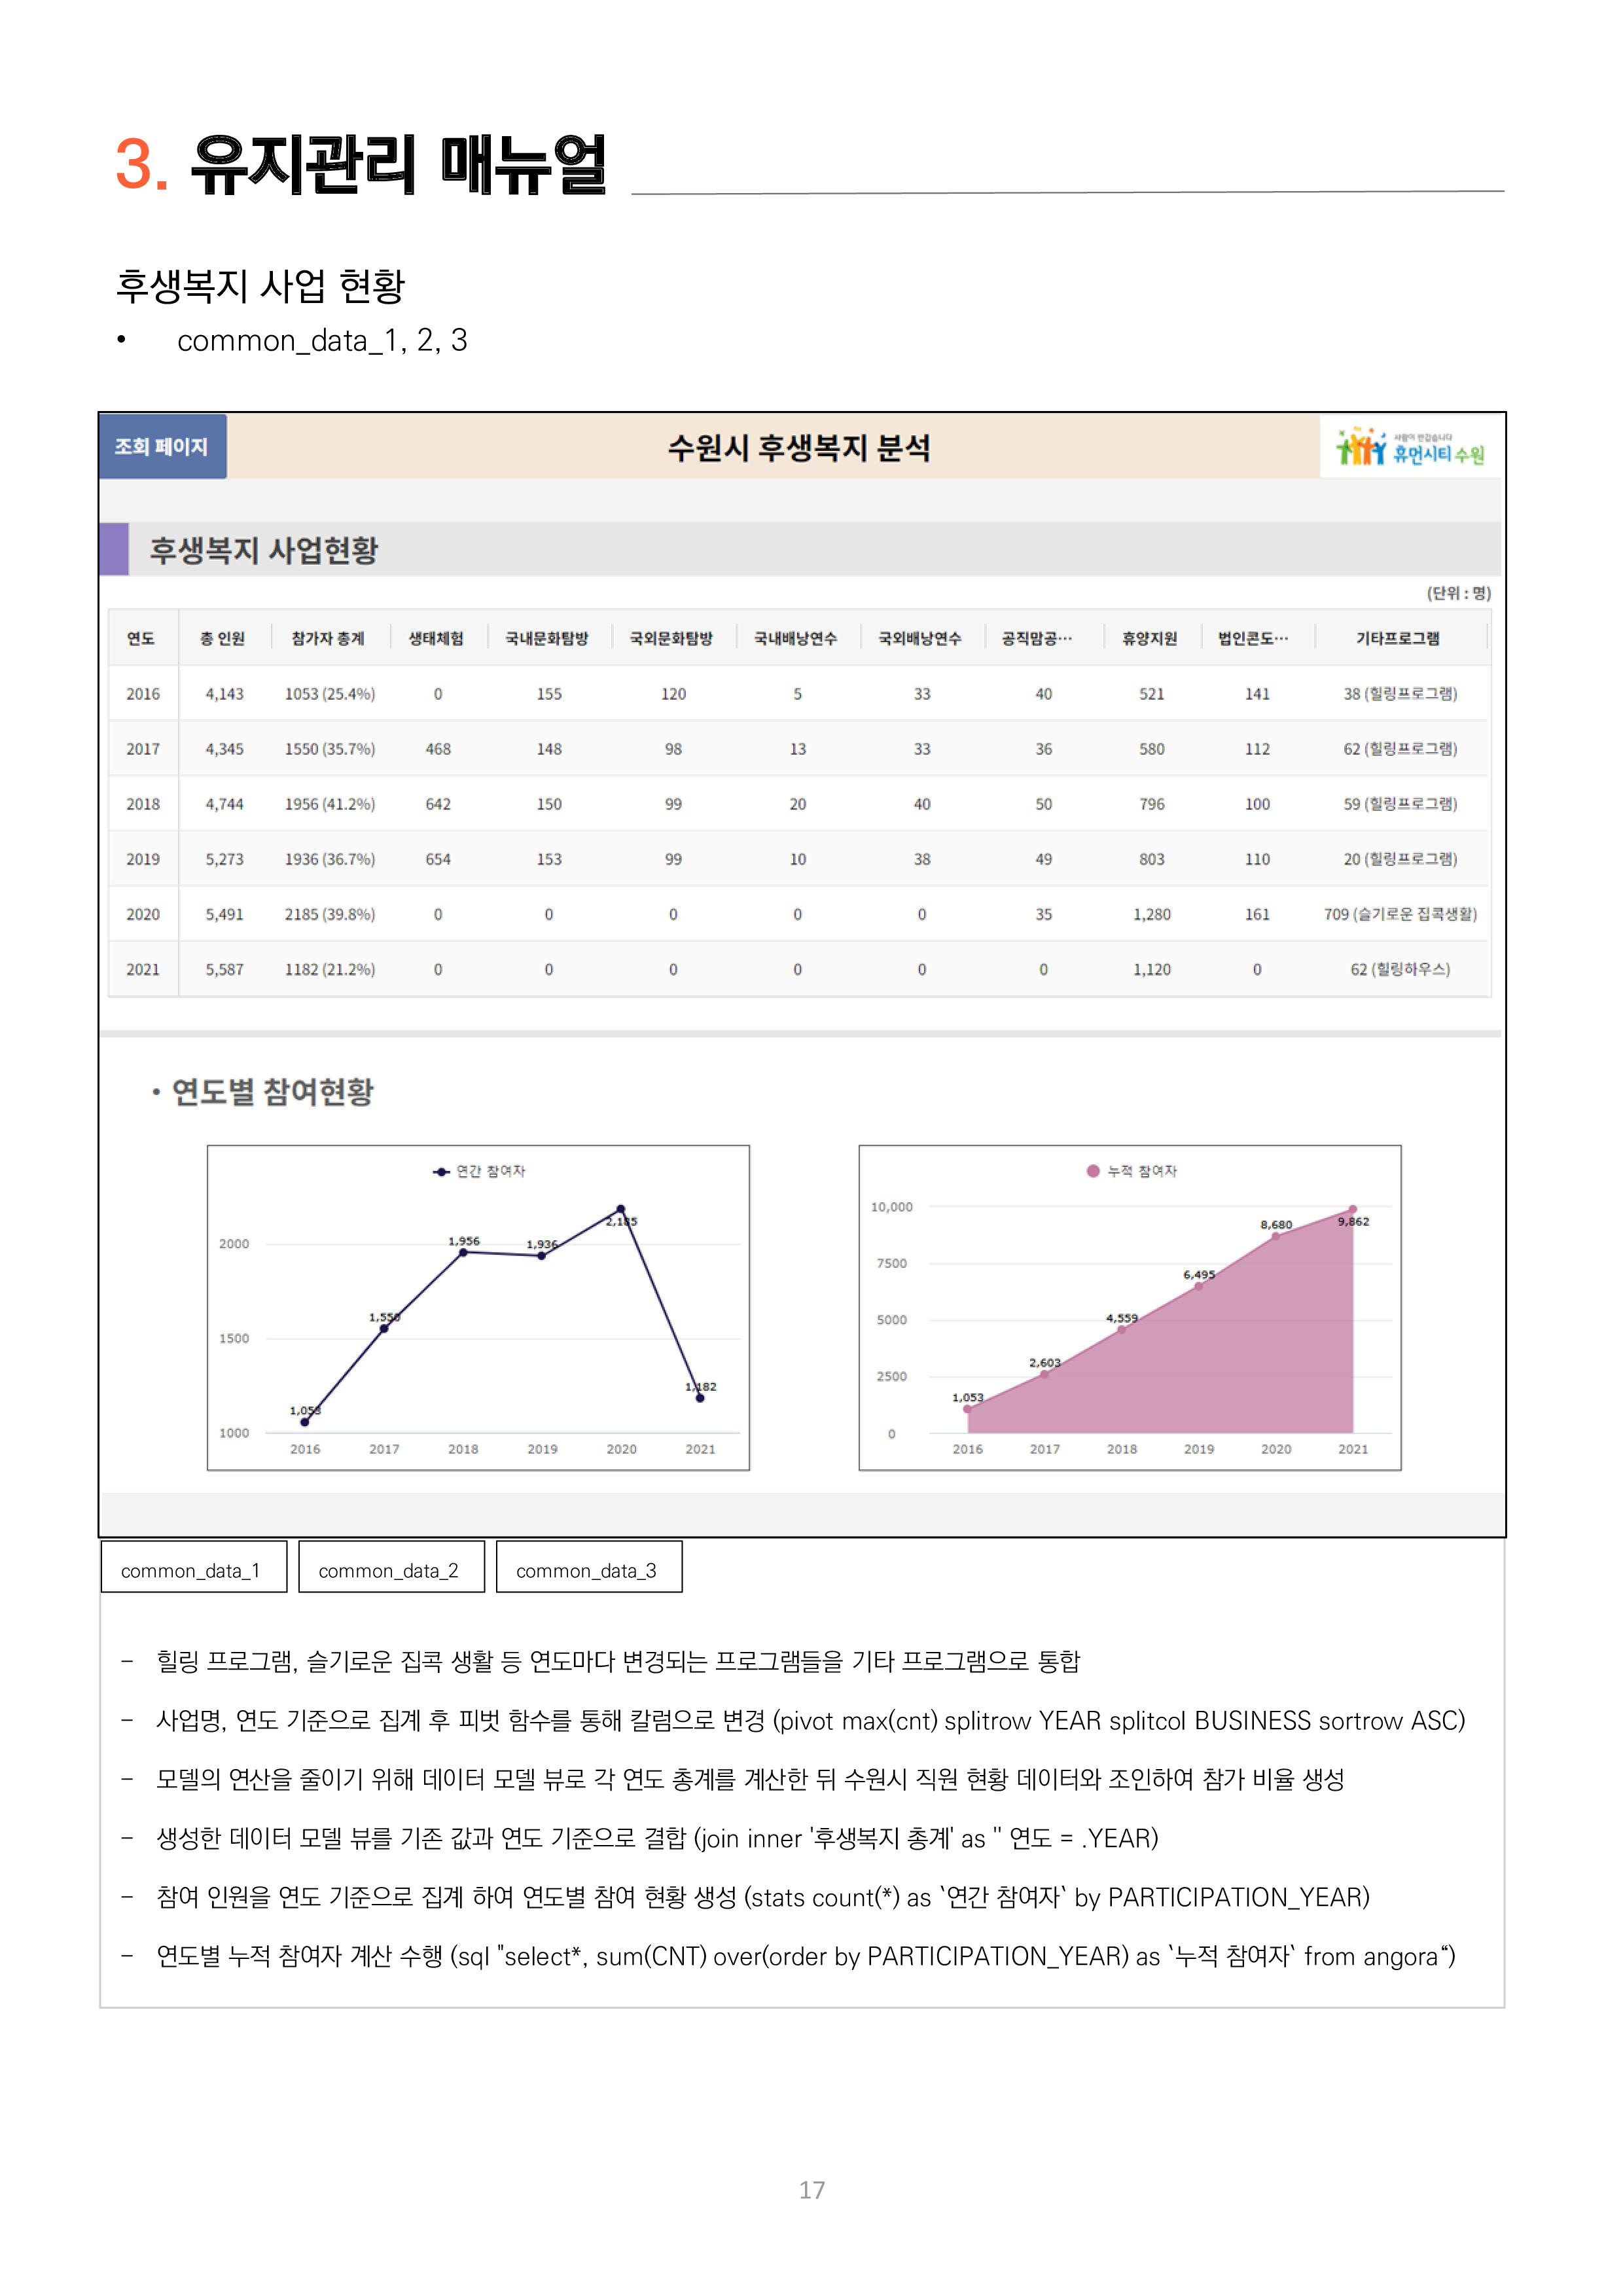 3. 유지관리 매뉴얼
후생복지 사업 현황
• common_data_1, 2, 3
조회 페이지
수원시 후생복지 분석
사람이 반갑습니다
휴먼시티 수원
후생복지 사업현황
(단위 : 명)
연도 총 인원 참가자 총계 생태체험 국내문화탐방 국외문화탐방 국내배낭연수 국외배낭연수 공직맘공… 휴양지원 법인콘도… 기타프로그램
2016 4,143 1053 (25.4%) 0 155 120 5 33 40 521 141 38 (힐링프로그램)
2017 4,345 1550 (35.7%) 468 148 98 13 33 36 580 112 62 (힐링프로그램)
2018 4,744 1956 (41.2%) 642 150 99 20 40 50 796 100 59 (힐링프로그램)
2019 5,273 1936 (36.7%) 654 153 99 10 38 49 803 110 20 (힐링프로그램)
2020 5,491 2185 (39.8%) 0 0 0 0 0 35 1,280 161 709 (슬기로운 집콕생활)
2021 5,587 1182 (21.2%) 0 0 0 0 0 0 1,120 0 62 (힐링하우스)
• 연도별 참여현황
연간 참여자
2000
1500
1000
1,053
1,550
1,956
1,936
2,185
1,182
2016 2017 2018 2019 2020 2021
누적 참여자
10,000
7500
5000
2500
0
1,053
2,603
4,559
6,495
8,680
9,862
2016 2017 2018 2019 2020 2021
common_data_1
common_data_2
common_data_3
– 힐링 프로그램, 슬기로운 집콕 생활 등 연도마다 변경되는 프로그램들을 기타 프로그램으로 통합
– 사업명, 연도 기준으로 집계 후 피벗 함수를 통해 칼럼으로 변경 (pivot max(cnt) splitrow YEAR splitcol BUSINESS sortrow ASC)
– 모델의 연산을 줄이기 위해 데이터 모델 뷰로 각 연도 총계를 계산한 뒤 수원시 직원 현황 데이터와 조인하여 참가 비율 생성
– 생성한 데이터 모델 뷰를 기존 값과 연도 기준으로 결합 (join inner '후생복지 총계' as '' 연도 = .YEAR)
– 참여 인원을 연도 기준으로 집계 하여 연도별 참여 현황 생성 (stats count(*) as `연간 참여자` by PARTICIPATION_YEAR)
– 연도별 누적 참여자 계산 수행 (sql "select*, sum(CNT) over(order by PARTICIPATION_YEAR) as `누적 참여자` from angora“)
17